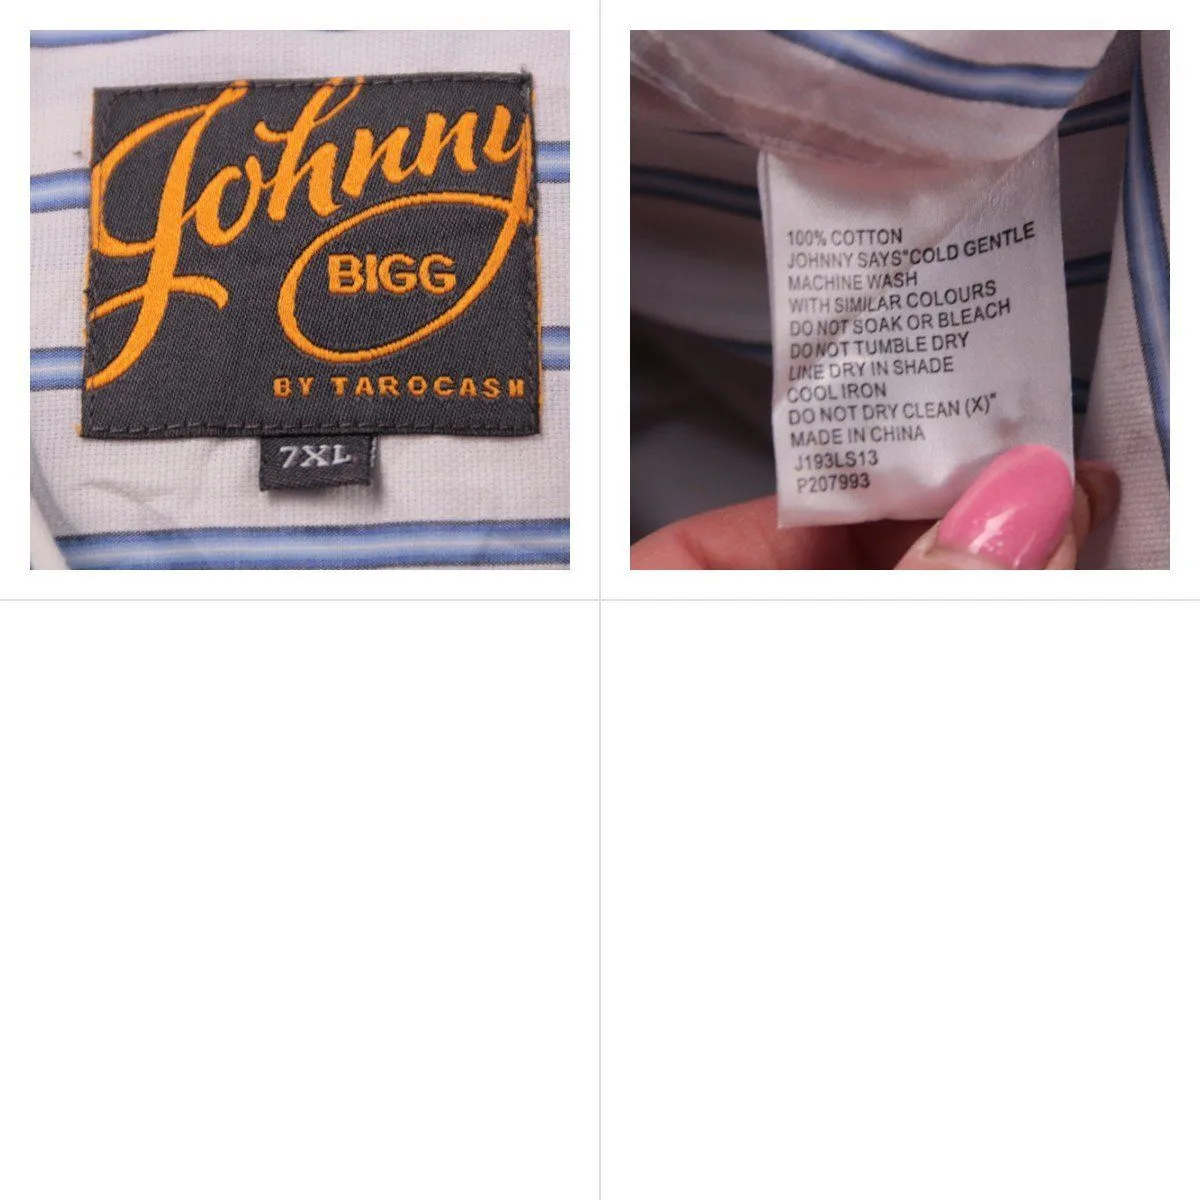 Johnny
BIGG
BY TAROCASH
7XL
100% COTTON
JOHNNY SAYS"COLD GENTLE
MACHINE WASH
WITH SIMILAR COLOURS
DO NOT SOAK OR BLEACH
DO NOT TUMBLE DRY
LINE DRY IN SHADE
COOL IRON
DO NOT DRY CLEAN (X)"
MADE IN CHINA
J193LS13
P207993